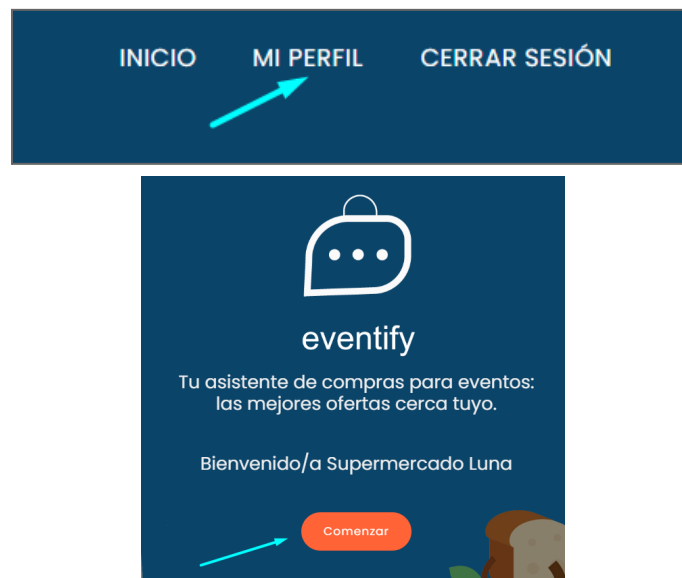 INICIO MI PERFIL CERRAR SESIÓN
eventify
Tu asistente de compras para eventos:
las mejores ofertas cerca tuyo.
Bienvenido/a Supermercado Luna
Comenzar